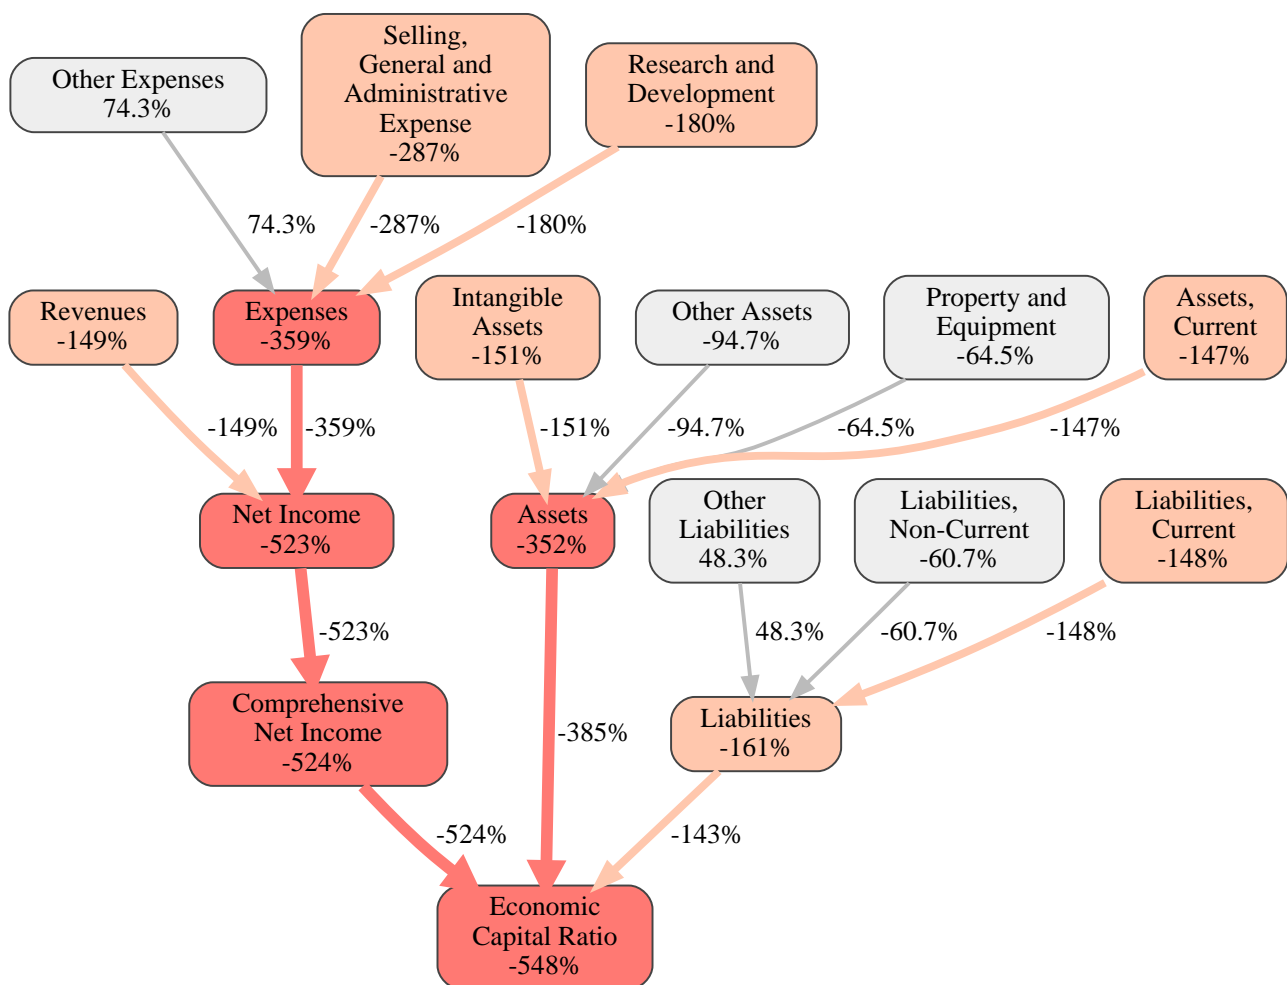 Other Expenses
74.3%
Selling,
General and
Administrative
Expense
-287%
Research and
Development
-180%
74.3%
-287%
-180%
Revenues
-149%
Expenses
-359%
Intangible
Assets
-151%
Other Assets
-94.7%
Property and
Equipment
-64.5%
Assets,
Current
-147%
-149%
-359%
-151%
-94.7%
-64.5%
-147%
Net Income
-523%
Assets
-352%
Other
Liabilities
48.3%
Liabilities,
Non-Current
-60.7%
Liabilities,
Current
-148%
-523%
48.3%
-60.7%
-148%
Comprehensive
Net Income
-524%
-385%
Liabilities
-161%
-524%
-143%
Economic
Capital Ratio
-548%